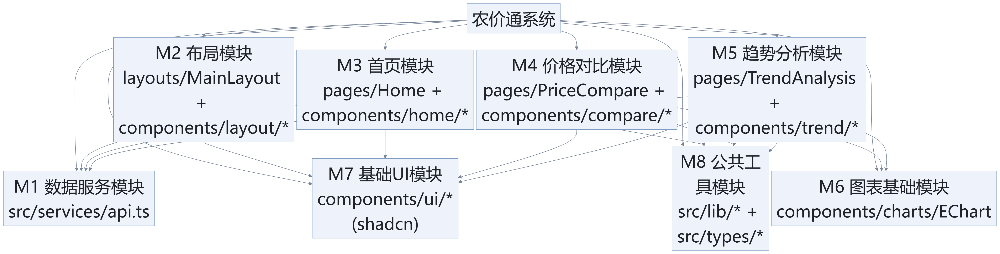 农价通系统
M2 布局模块
layouts/MainLayout
+
components/layout/*
M3 首页模块
pages/Home +
components/home/*
M4 价格对比模块
pages/PriceCompare +
components/compare/*
M5 趋势分析模块
pages/TrendAnalysis
+
components/trend/*
M1 数据服务模块
src/services/api.ts
M7 基础UI模块
components/ui/*
(shadcn)
M8 公共工
具模块
src/lib/* +
src/types/*
M6 图表基础模块
components/charts/EChart